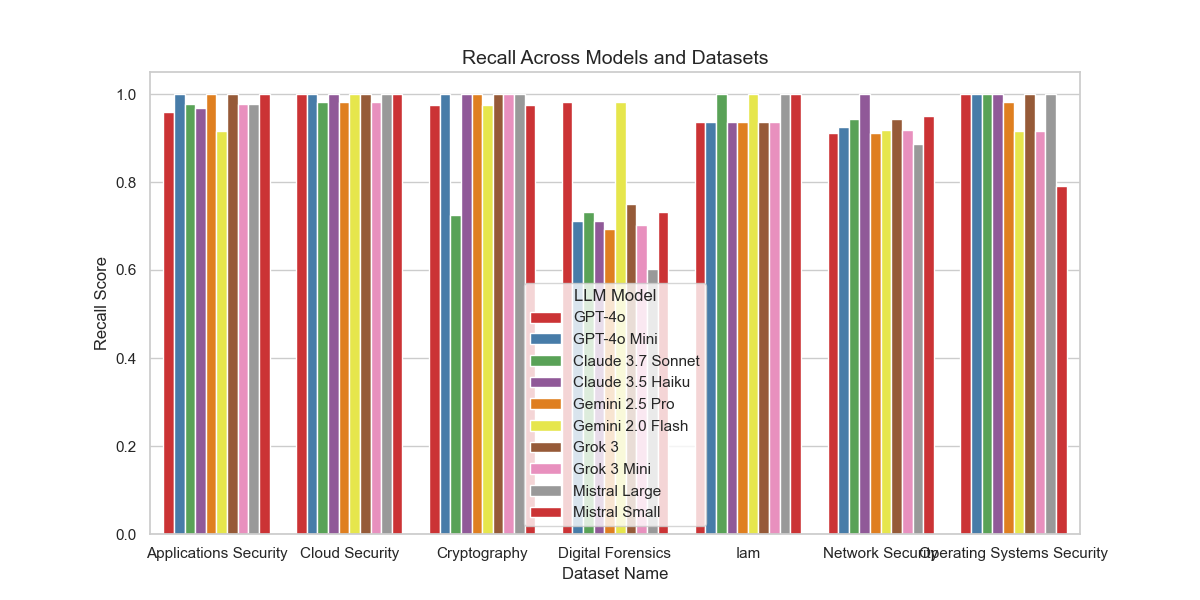 Recall Across Models and Datasets
Recall Score
1.0
0.8
0.6
0.4
0.2
0.0
LLM Model
GPT-4o
GPT-4o Mini
Claude 3.7 Sonnet
Claude 3.5 Haiku
Gemini 2.5 Pro
Gemini 2.0 Flash
Grok 3
Grok 3 Mini
Mistral Large
Mistral Small
Applications Security Cloud Security Cryptography Digital Forensics Iam Network Security Operating Systems Security
Dataset Name